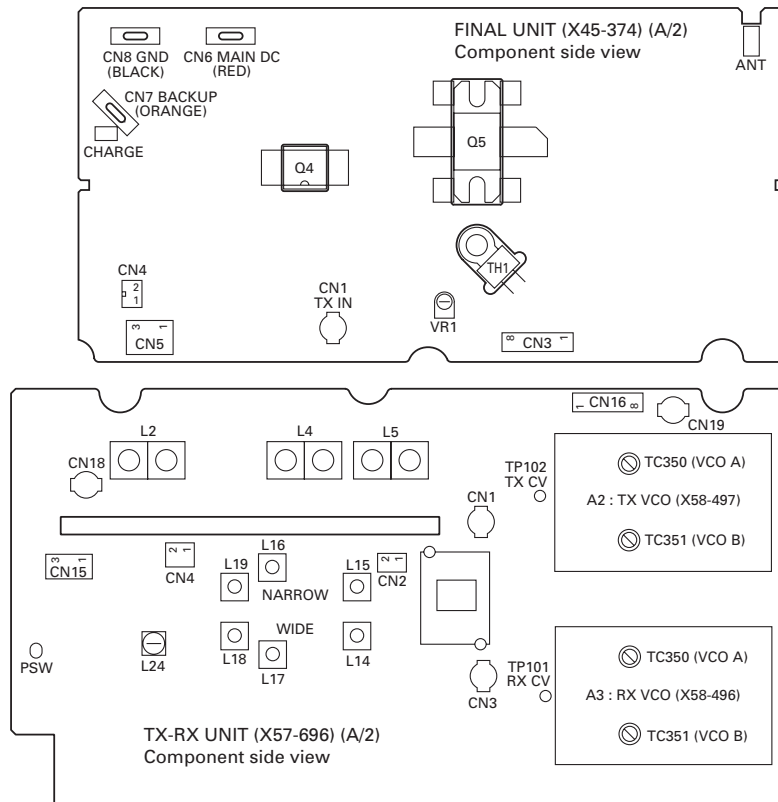 FINAL UNIT (X45-374) (A/2)
Component side view
CN8 GND
(BLACK)
CN6 MAIN DC
(RED)
ANT
CN7 BACKUP
(ORANGE)
CHARGE
Q4
Q5
TH1
CN4
2
1
CN1
TX IN
VR1
3 1
CN5
8 CN3 1
1 CN16 8
CN19
L2
L4
L5
CN18
TP102
TX CV
TC350 (VCO A)
A2 : TX VCO (X58-497)
TC351 (VCO B)
CN1
3 1
CN15
2 1
CN4
L16
L19
NARROW
L15
2 1
CN2
WIDE
L18
L17
L14
L24
PSW
CN3
TP101
RX CV
TC350 (VCO A)
A3 : RX VCO (X58-496)
TC351 (VCO B)
TX-RX UNIT (X57-696) (A/2)
Component side view